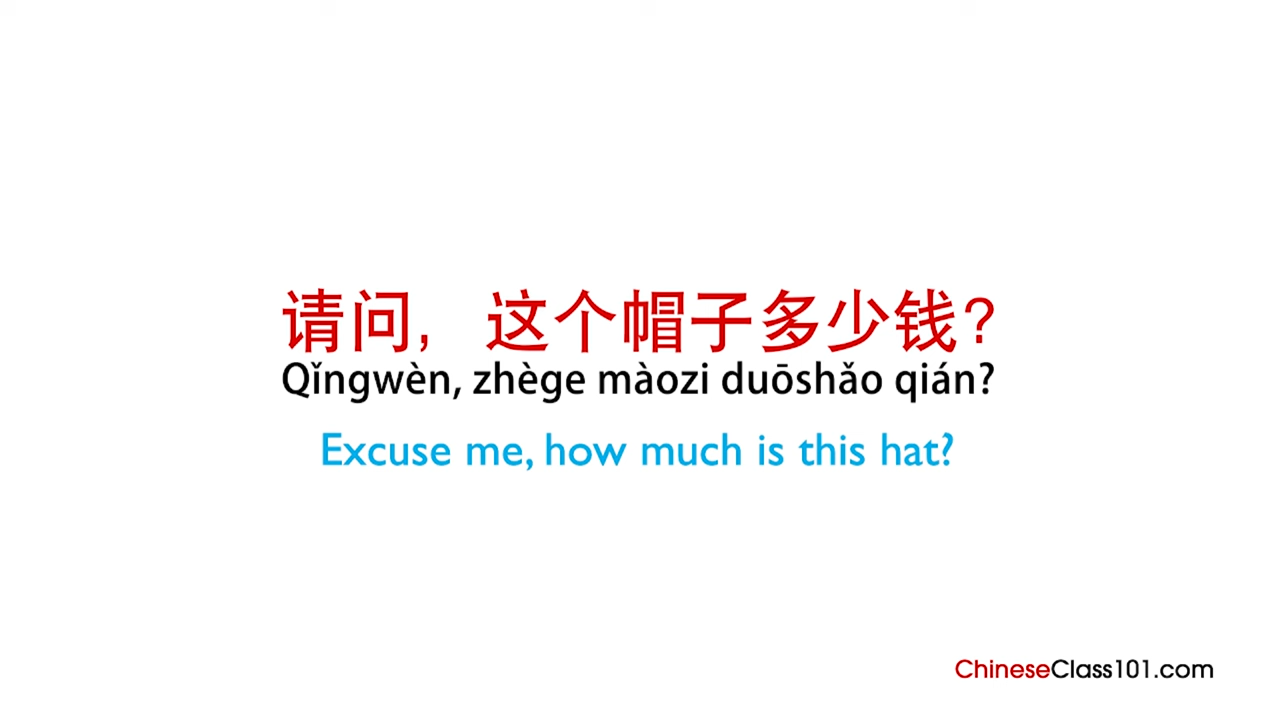 请问，这个帽子多少钱？
Qǐngwèn, zhège màozi duōshǎo qián?
Excuse me, how much is this hat?
ChineseClass101.com